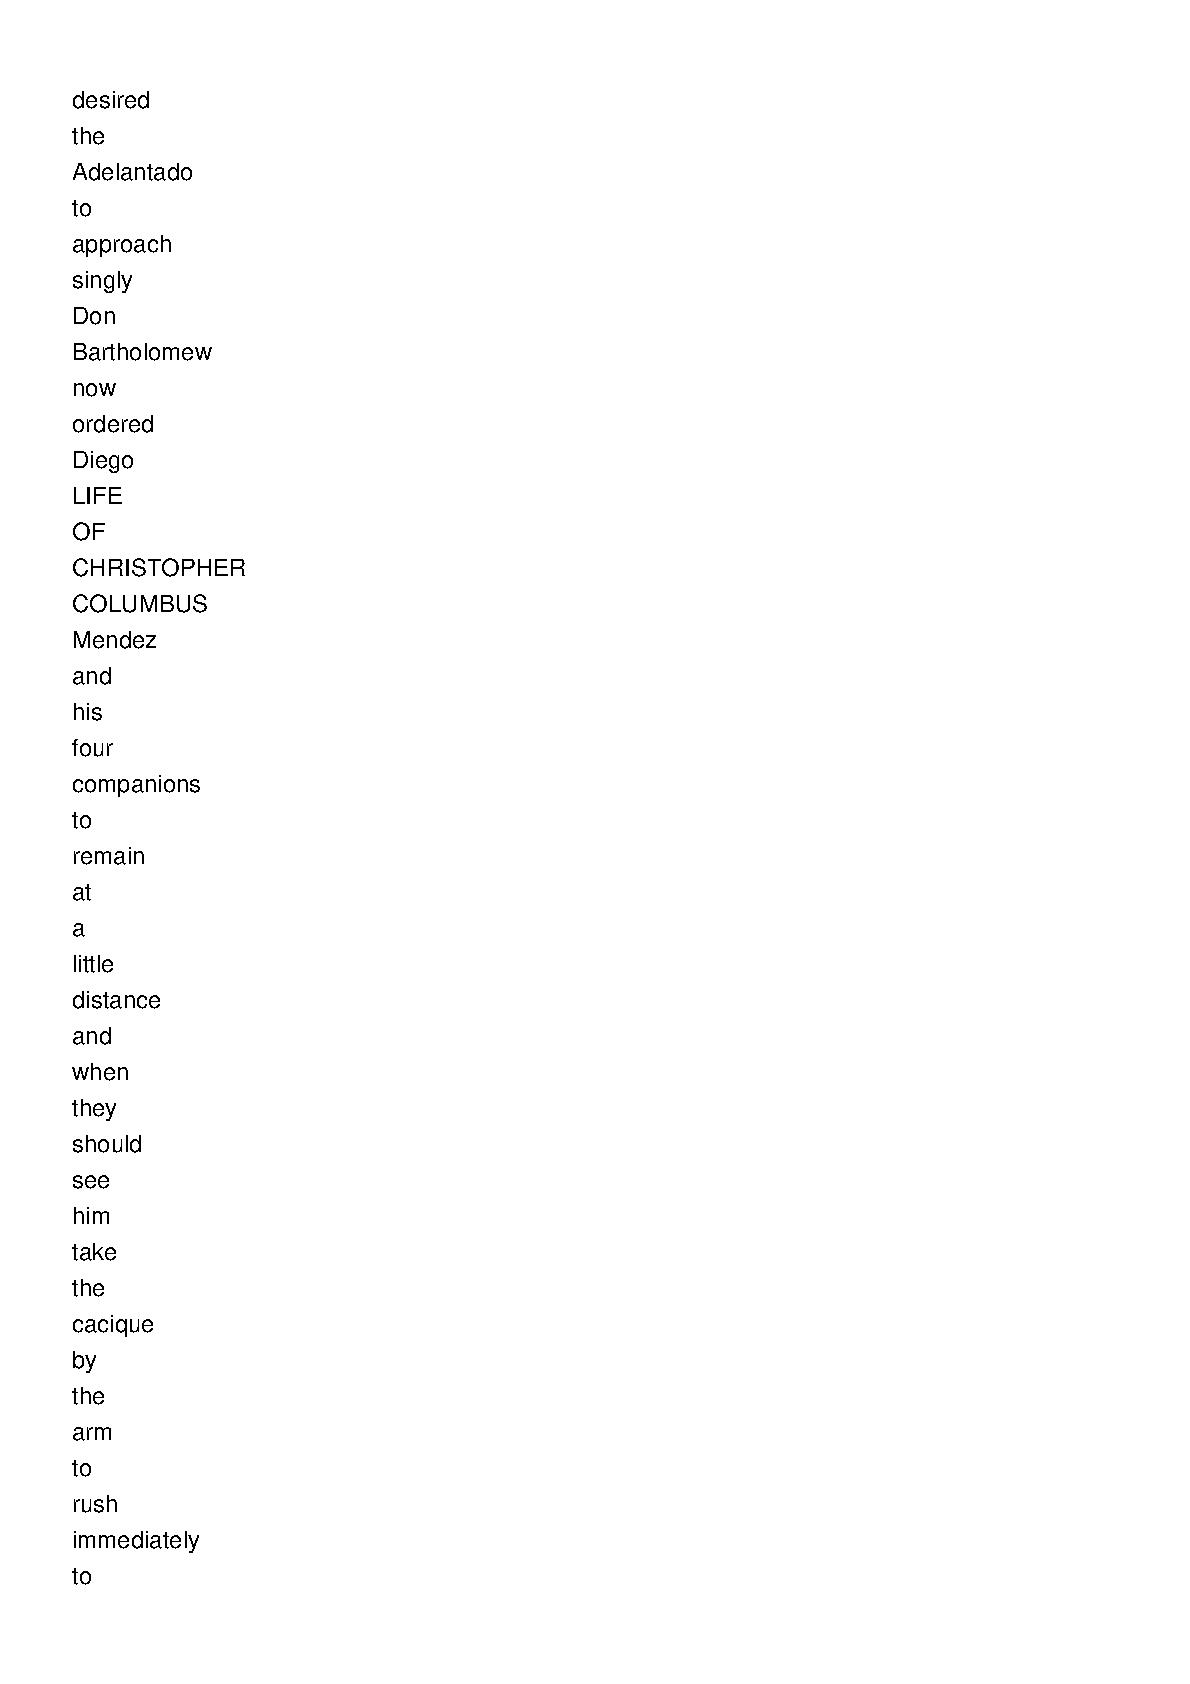 desired
the
Adelantado
to
approach
singly
Don
Bartholomew
now
ordered
Diego
LIFE
OF
CHRISTOPHER
COLUMBUS
Mendez
and
his
four
companions
to
remain
at
a
little
distance
and
when
they
should
see
him
take
the
cacique
by
the
arm
to
rush
immediately
to